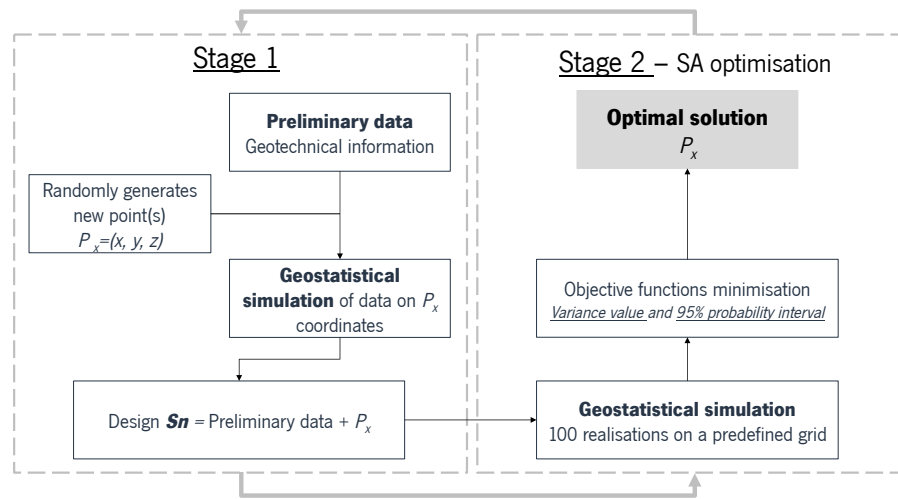 Stage 1
Preliminary data
Geotechnical information
Randomly generates
new point(s)
Pₓ=(x, y, z)
Geostatistical
simulation of data on Pₓ
coordinates
Design Sn = Preliminary data + Pₓ
Stage 2 – SA optimisation
Optimal solution
Pₓ
Objective functions minimisation
Variance value and 95% probability interval
Geostatistical simulation
100 realisations on a predefined grid